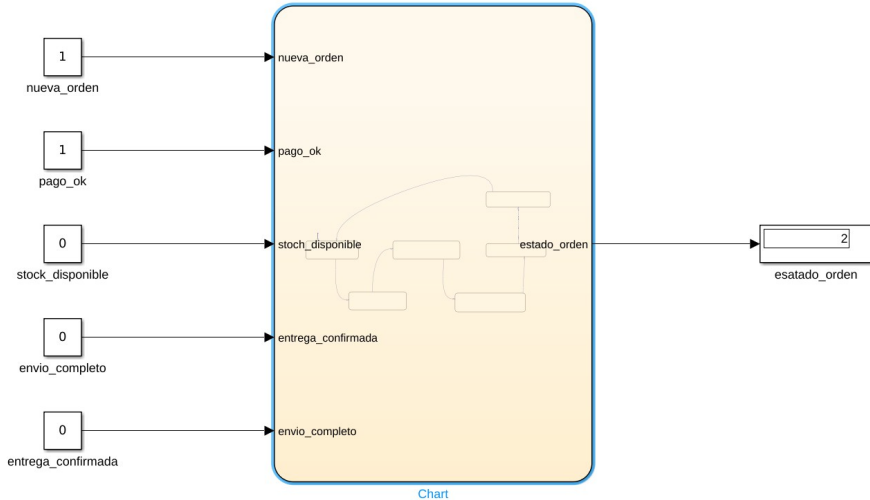 1
nueva_orden
nueva_orden
1
pago_ok
pago_ok
0
stock_disponible
stoch_disponible
estado_orden
2
esatado_orden
0
envio_completo
entrega_confirmada
0
entrega_confirmada
envio_completo
Chart